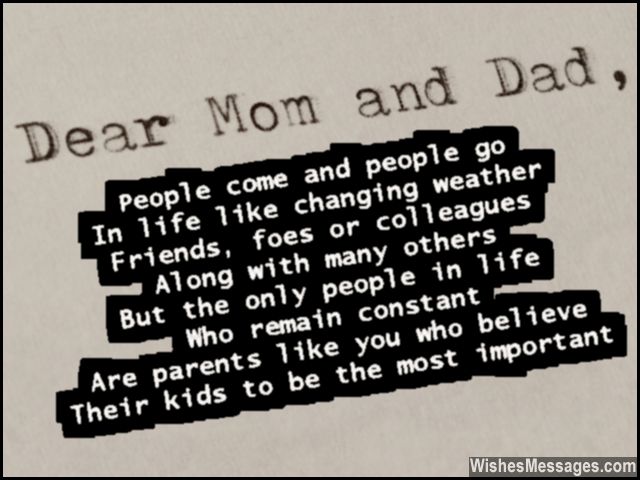 Dear Mom and Dad,
People come and people go
In life like changing weather
Friends, foes or colleagues
Along with many others
But the only people in life
Who remain constant
Are parents like you who believe
Their kids to be the most important
WishesMessages.com